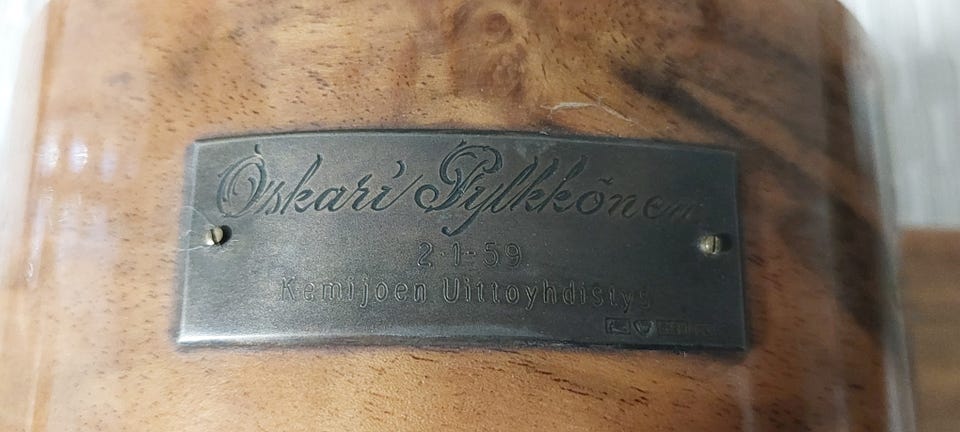 Oskari Pylkkönen
2-1-59
Kemijoen Uittoyhdistys